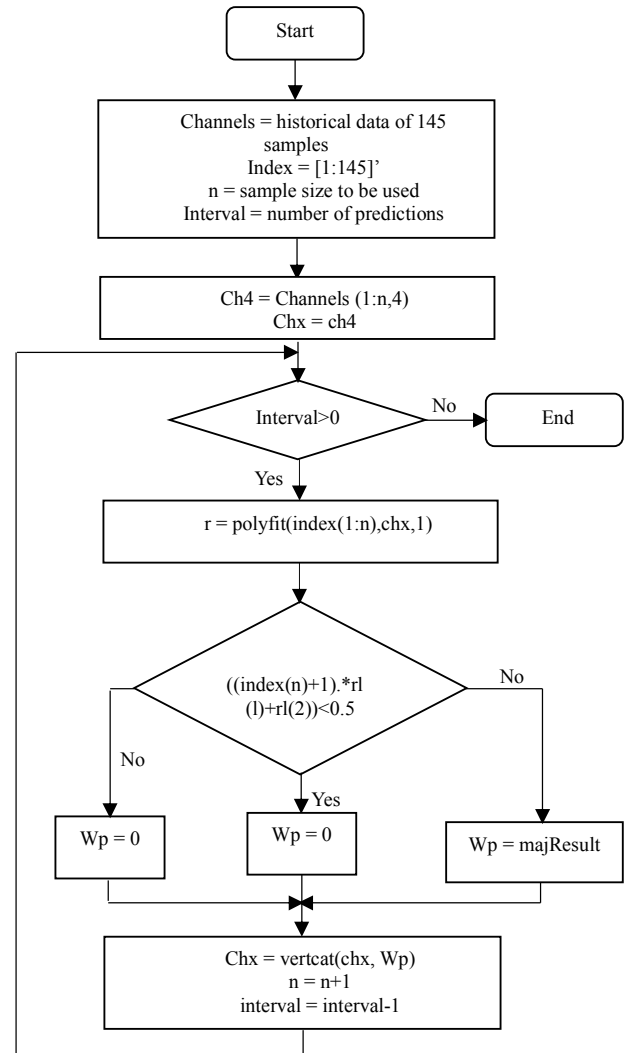 Start
Channels = historical data of 145
samples
Index = [1:145]’
n = sample size to be used
Interval = number of predictions
Ch4 = Channels (1:n,4)
Chx = ch4
Interval>0
No
End
Yes
r = polyfit(index(1:n),chx,1)
((index(n)+1).*rl
(l)+rl(2))<0.5
No
No
Yes
Wp = 0
Wp = 0
Wp = majResult
Chx = vertcat(chx, Wp)
n = n+1
interval = interval-1